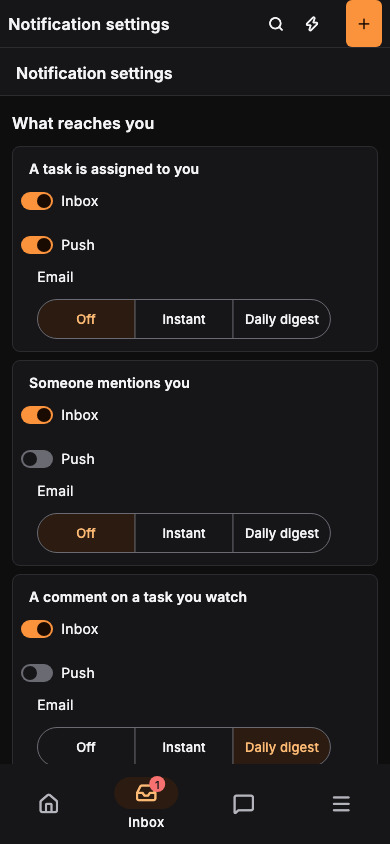 Notification settings
Notification settings
What reaches you
A task is assigned to you
Inbox
Push
Email
Off Instant Daily digest
Someone mentions you
Inbox
Push
Email
Off Instant Daily digest
A comment on a task you watch
Inbox
Push
Email
Off Instant Daily digest
1
Inbox